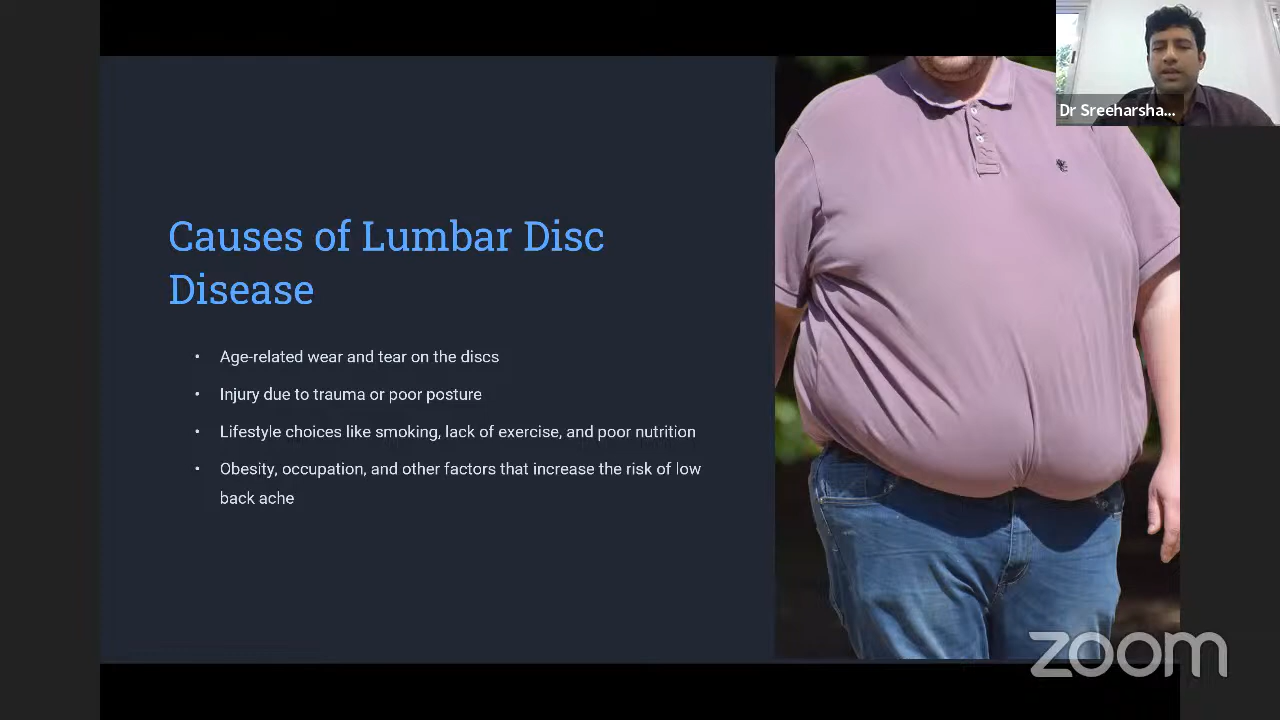 Dr Sreeharsha...
Causes of Lumbar Disc
Disease
• Age-related wear and tear on the discs
• Injury due to trauma or poor posture
• Lifestyle choices like smoking, lack of exercise, and poor nutrition
• Obesity, occupation, and other factors that increase the risk of low
back ache
zoom